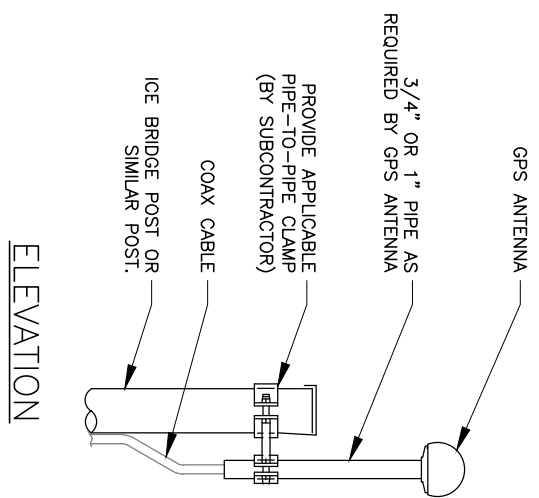 GPS ANTENNA
3/4" OR 1" PIPE AS
REQUIRED BY GPS ANTENNA
PROVIDE APPLICABLE
PIPE-TO-PIPE CLAMP
(BY SUBCONTRACTOR)
COAX CABLE
ICE BRIDGE POST OR
SIMILAR POST.
ELEVATION